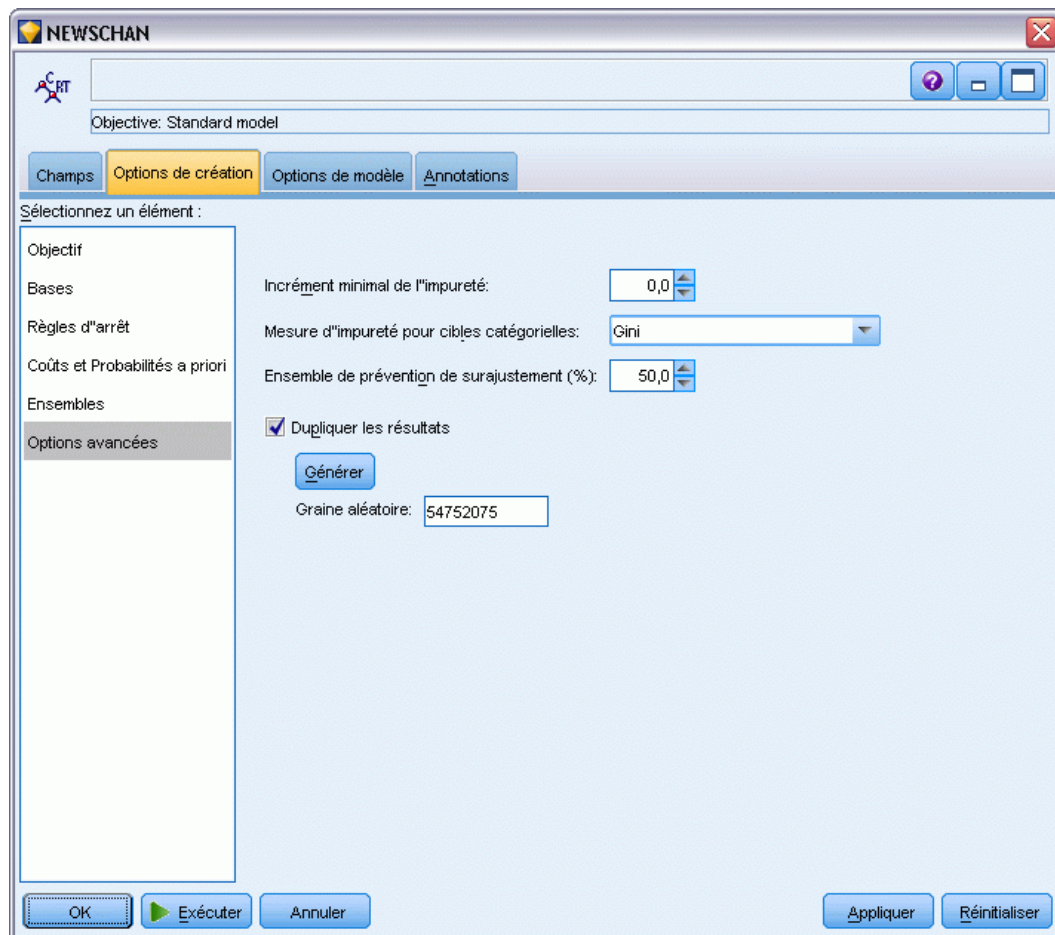 NEWSCHAN
CRT
Objective: Standard model
Champs
Options de création
Options de modèle
Annotations
Sélectionnez un élément :
Objectif
Bases
Règles d''arrêt
Coûts et Probabilités a priori
Ensembles
Options avancées
Incrément minimal de l''impureté:
0,0
Mesure d''impureté pour cibles catégorielles:
Gini
Ensemble de prévention de surajustement (%):
50,0
Dupliquer les résultats
Générer
Graine aléatoire:
54752075
OK
Exécuter
Annuler
Appliquer
Réinitialiser